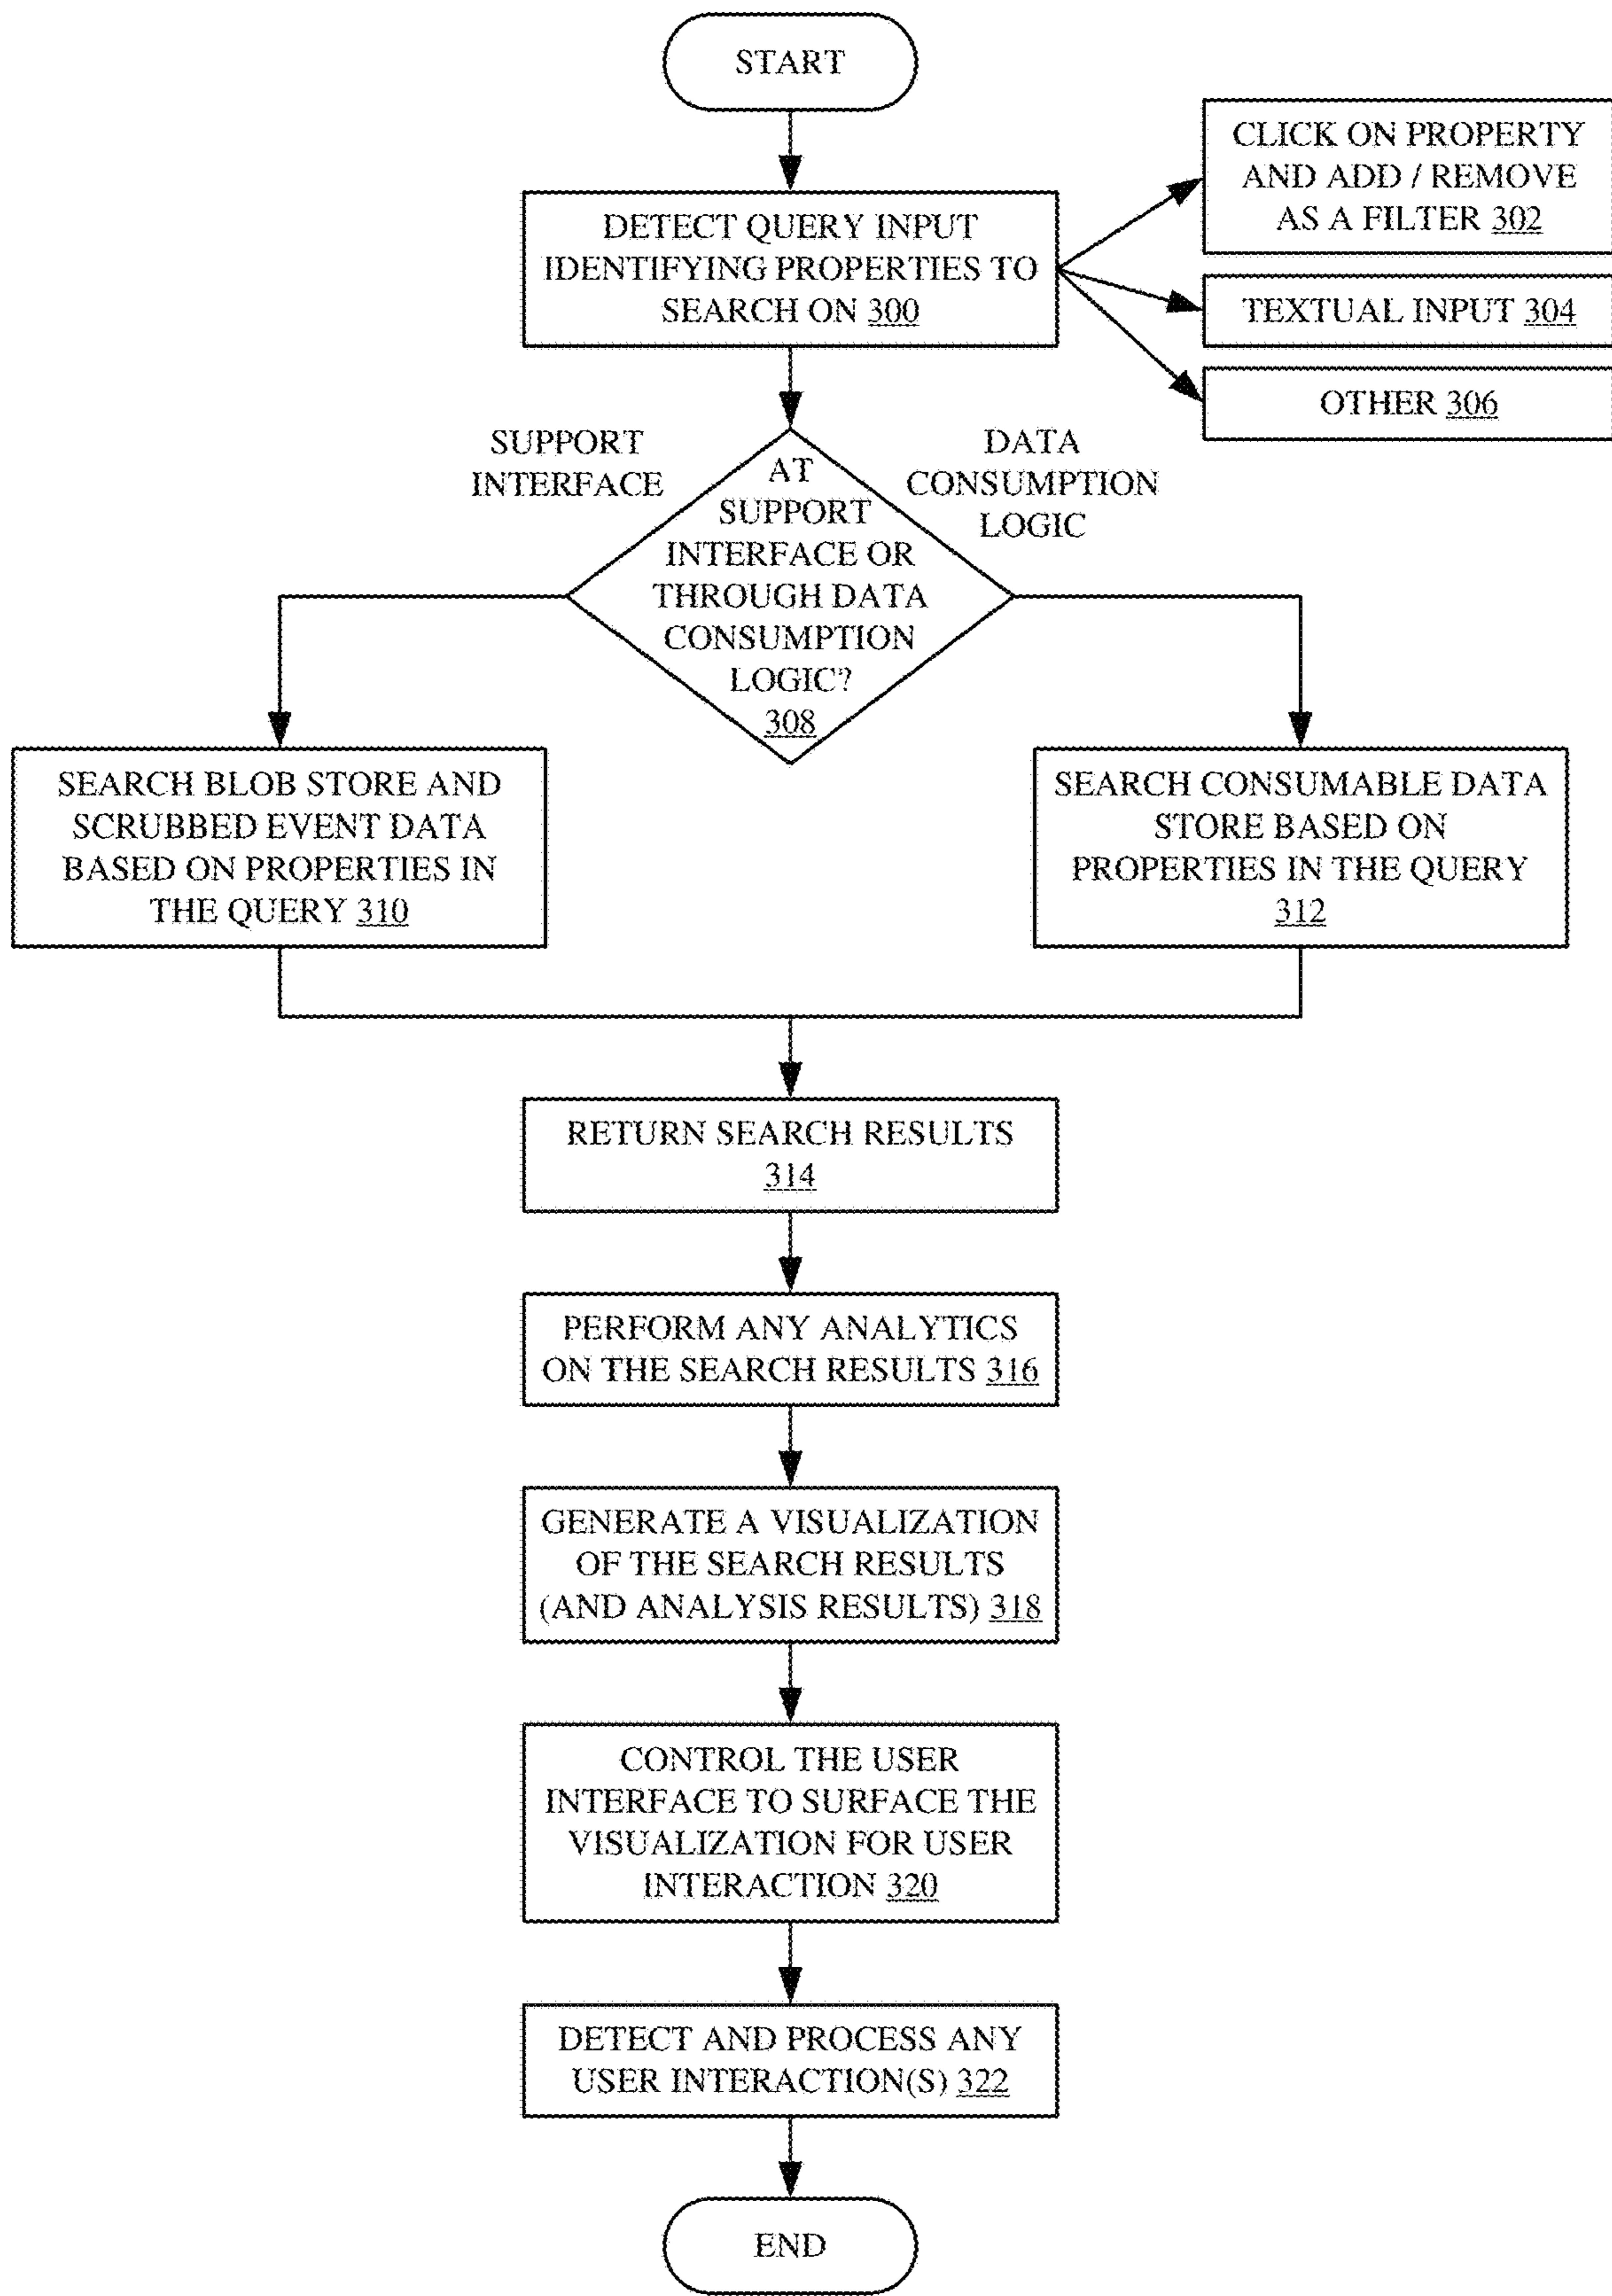 START
DETECT QUERY INPUT
IDENTIFYING PROPERTIES TO
SEARCH ON 300
CLICK ON PROPERTY
AND ADD / REMOVE
AS A FILTER 302
TEXTUAL INPUT 304
OTHER 306
SUPPORT
INTERFACE
AT
SUPPORT
INTERFACE OR
THROUGH DATA
CONSUMPTION
LOGIC?
308
DATA
CONSUMPTION
LOGIC
SEARCH BLOB STORE AND
SCRUBBED EVENT DATA
BASED ON PROPERTIES IN
THE QUERY 310
SEARCH CONSUMABLE DATA
STORE BASED ON
PROPERTIES IN THE QUERY
312
RETURN SEARCH RESULTS
314
PERFORM ANY ANALYTICS
ON THE SEARCH RESULTS 316
GENERATE A VISUALIZATION
OF THE SEARCH RESULTS
(AND ANALYSIS RESULTS) 318
CONTROL THE USER
INTERFACE TO SURFACE THE
VISUALIZATION FOR USER
INTERACTION 320
DETECT AND PROCESS ANY
USER INTERACTION(S) 322
END